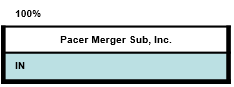 100%
Pacer Merger Sub, Inc.
IN